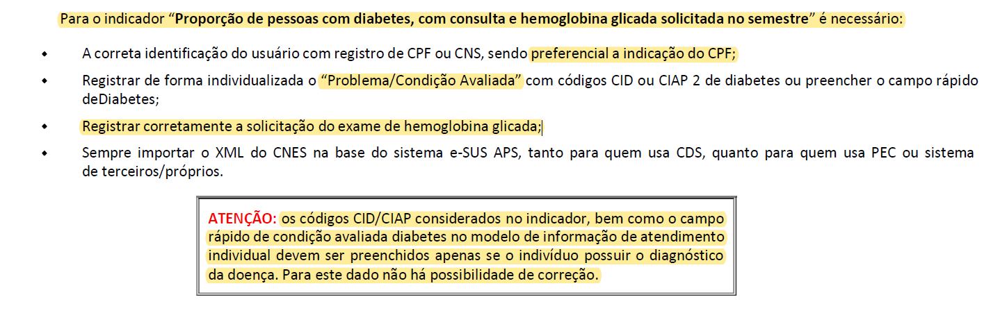 Para o indicador “Proporção de pessoas com diabetes, com consulta e hemoglobina glicada solicitada no semestre” é necessário:
• A correta identificação do usuário com registro de CPF ou CNS, sendo preferencial a indicação do CPF;
• Registrar de forma individualizada o “Problema/Condição Avaliada” com códigos CID ou CIAP 2 de diabetes ou preencher o campo rápido
deDiabetes;
• Registrar corretamente a solicitação do exame de hemoglobina glicada;
• Sempre importar o XML do CNES na base do sistema e-SUS APS, tanto para quem usa CDS, quanto para quem usa PEC ou sistema
de terceiros/próprios.
ATENÇÃO: os códigos CID/CIAP considerados no indicador, bem como o campo
rápido de condição avaliada diabetes no modelo de informação de atendimento
individual devem ser preenchidos apenas se o indivíduo possuir o diagnóstico
da doença. Para este dado não há possibilidade de correção.